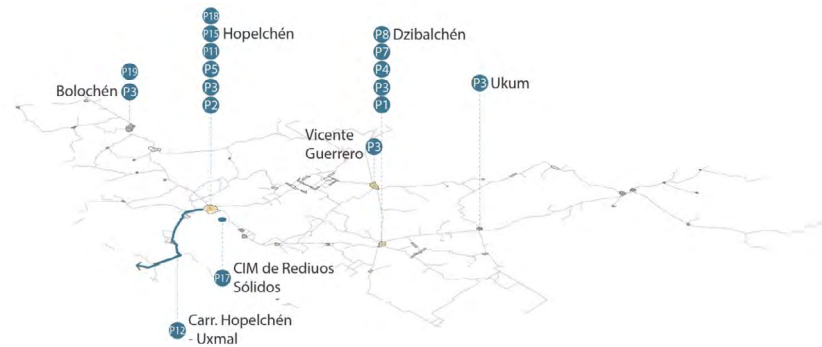 P18
P15 Hopelchén
P11
P5
P3
P2
P8 Dzibalchén
P7
P4
P3
P1
P19
Bolochén P3
P3 Ukum
Vicente
Guerrero P3
P17 CIM de Rediuos
Sólidos
P12 Carr. Hopelchén
- Uxmal